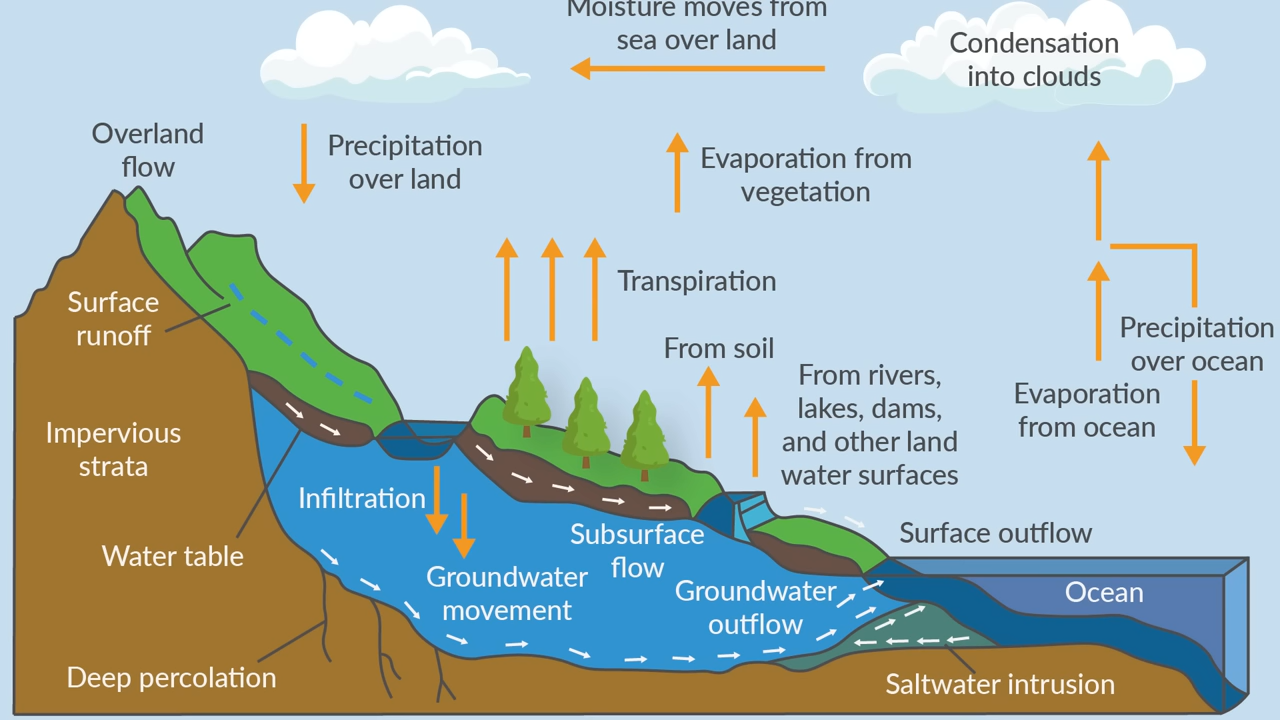 Moisture moves from
sea over land
Condensation
into clouds
Overland
flow
Precipitation
over land
Evaporation from
vegetation
Transpiration
Surface
runoff
From soil
From rivers,
lakes, dams,
and other land
water surfaces
Precipitation
over ocean
Evaporation
from ocean
Impervious
strata
Infiltration
Water table
Subsurface
flow
Surface outflow
Groundwater
movement
Groundwater
outflow
Ocean
Deep percolation
Saltwater intrusion